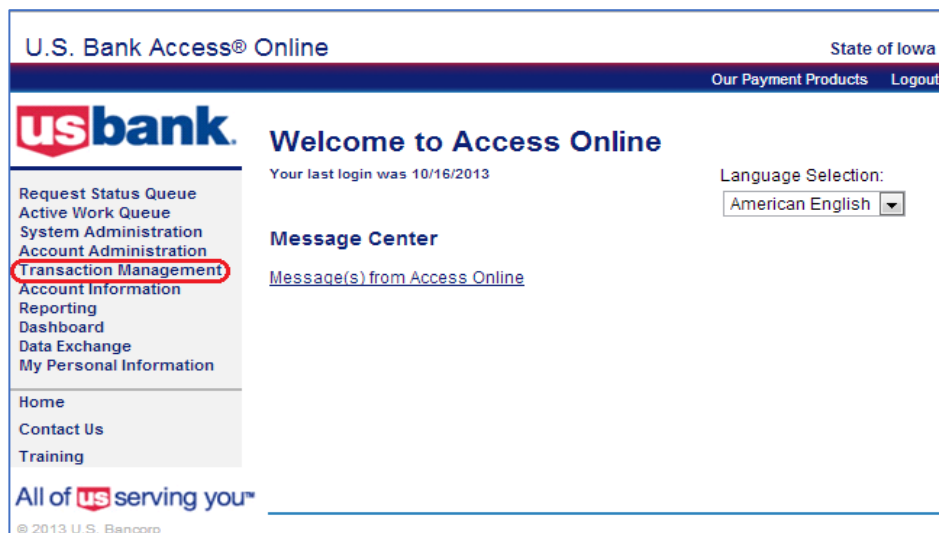 U.S. Bank Access® Online
State of Iowa
Our Payment Products Logout
usbank.
Welcome to Access Online
Your last login was 10/16/2013
Language Selection:
American English
Request Status Queue
Active Work Queue
System Administration
Account Administration
Transaction Management
Account Information
Reporting
Dashboard
Data Exchange
My Personal Information
Message Center
Message(s) from Access Online
Home
Contact Us
Training
All of us serving you℠
© 2013 U.S. Bancorp